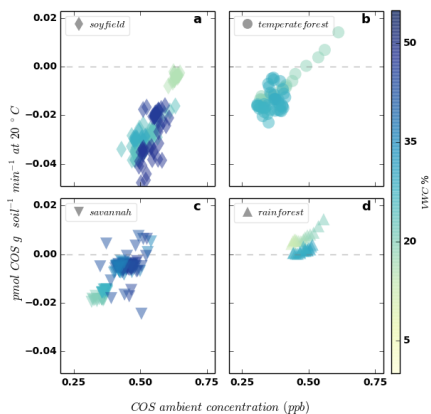 soyfield
a
temperate forest
b
0.00
−0.02
−0.04
savannah
c
rainforest
d
0.00
−0.02
−0.04
0.25 0.50 0.75 0.25 0.50 0.75
50
35
20
5
VWC %
pmol COS g soil⁻¹ min⁻¹ at 20 ° C
COS ambient concentration (ppb)